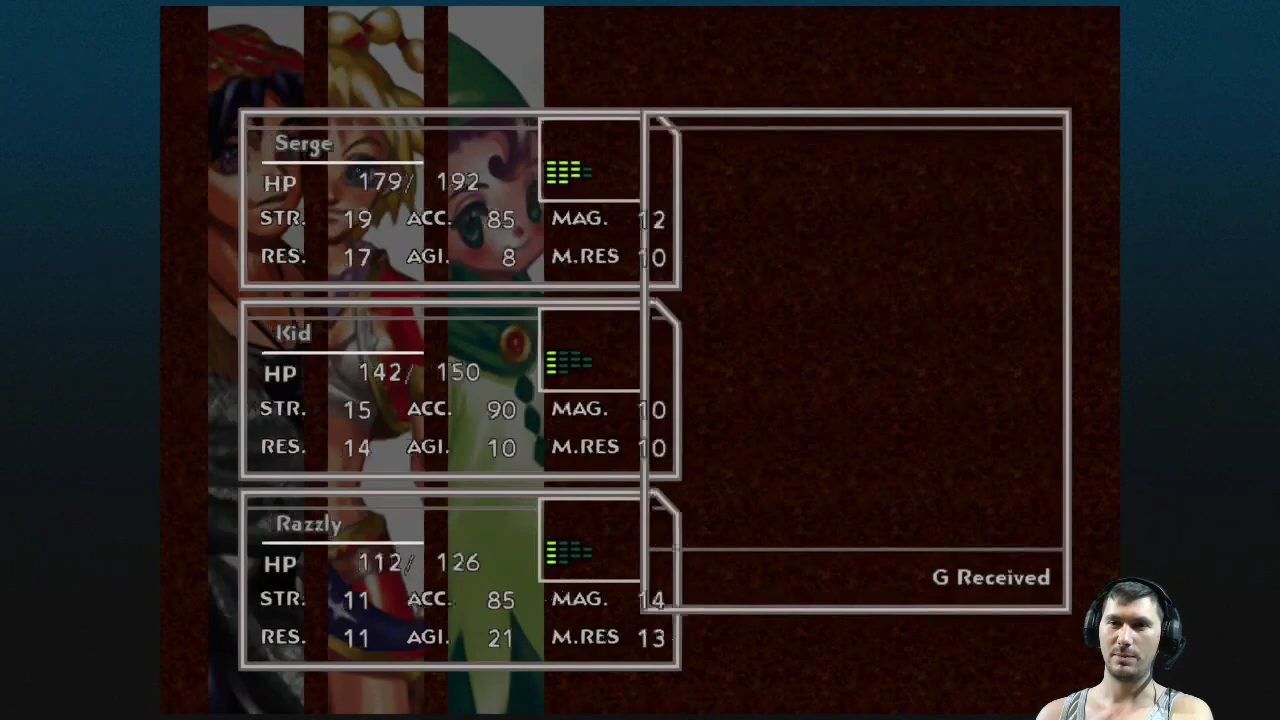 Serge
HP 179/ 192
STR. 19 ACC. 85 MAG. 12
RES. 17 AGI. 8 M.RES 10
Kid
HP 142/ 150
STR. 15 ACC. 90 MAG. 10
RES. 14 AGI. 10 M.RES 10
Razzly
HP 112/ 126
STR. 11 ACC. 85 MAG. 14
RES. 11 AGI. 21 M.RES 13
G Received